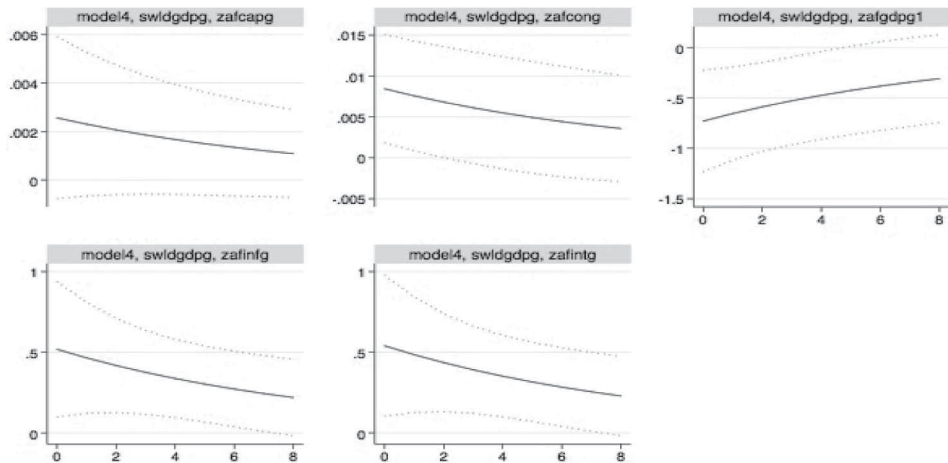 model4, swldgdpg, zafcapg
.006
.004
.002
0
model4, swldgdpg, zafcong
.015
.010
.005
0
-.005
model4, swldgdpg, zafgdpg1
0
-.5
-1
-1.5
0 2 4 6 8
model4, swldgdpg, zafinfg
1
.5
0
0 2 4 6 8
model4, swldgdpg, zafintg
1
.5
0
0 2 4 6 8